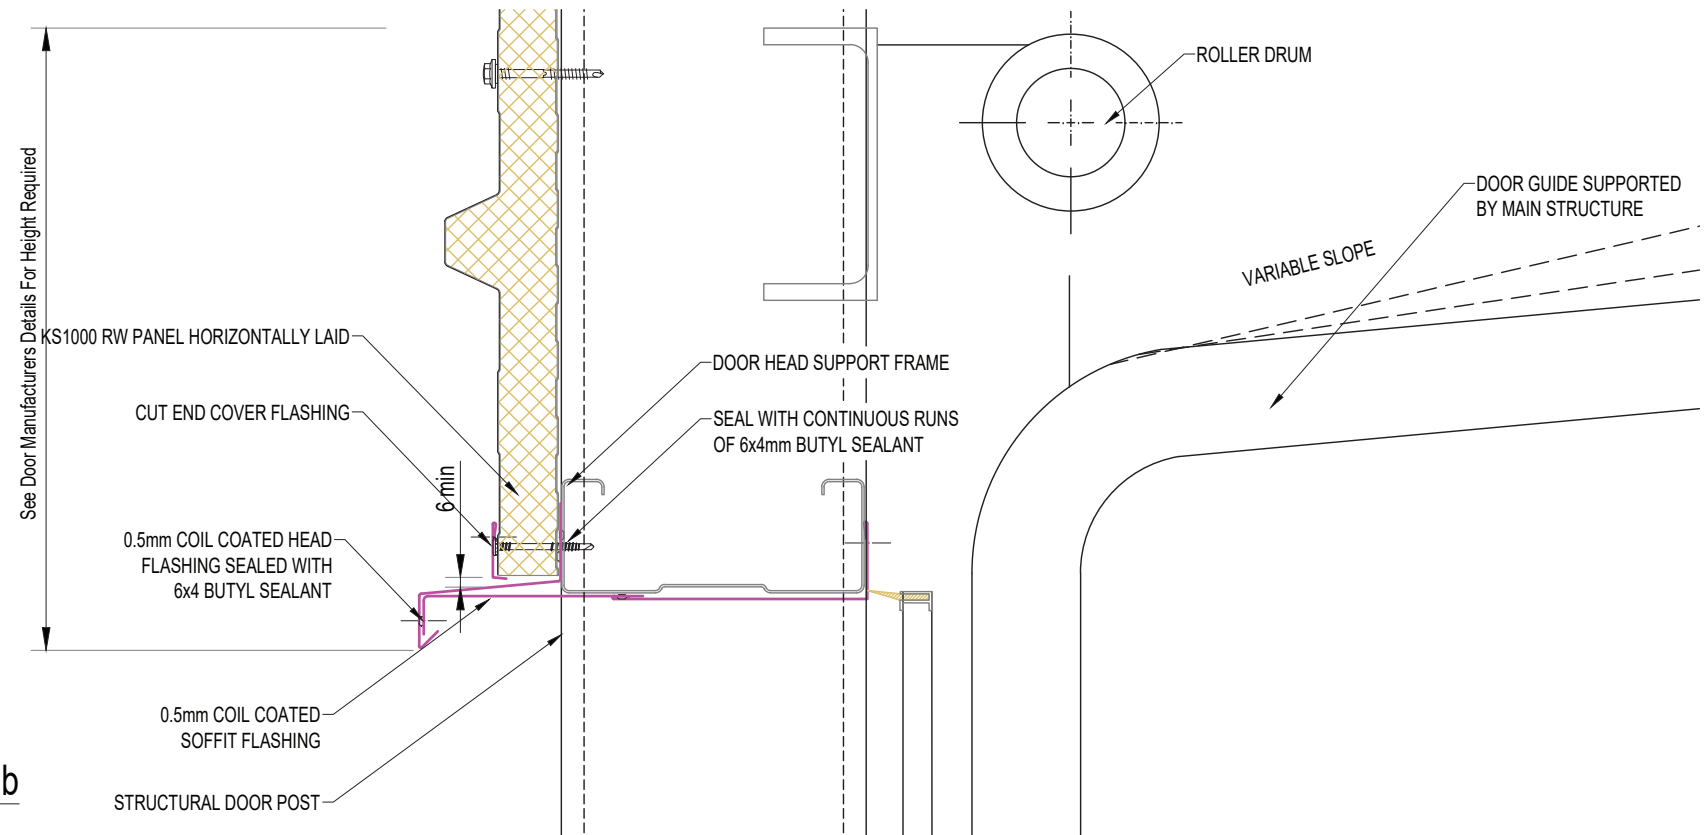 ROLLER DRUM
DOOR GUIDE SUPPORTED
BY MAIN STRUCTURE
VARIABLE SLOPE
See Door Manufacturers Details For Height Required
KS1000 RW PANEL HORIZONTALLY LAID
DOOR HEAD SUPPORT FRAME
CUT END COVER FLASHING
SEAL WITH CONTINUOUS RUNS
OF 6x4mm BUTYL SEALANT
6 min
0.5mm COIL COATED HEAD
FLASHING SEALED WITH
6x4 BUTYL SEALANT
0.5mm COIL COATED
SOFFIT FLASHING
b
STRUCTURAL DOOR POST